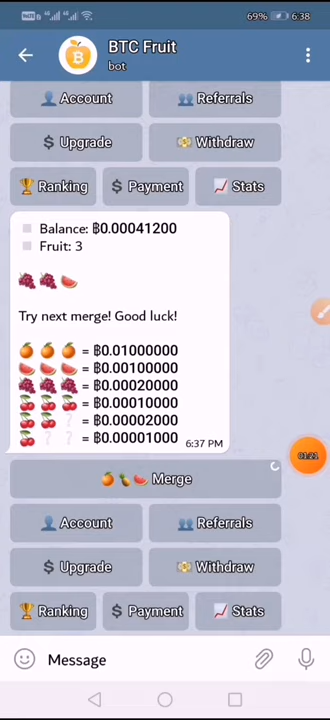 69% 6:38
BTC Fruit
bot
Account Referrals
$ Upgrade Withdraw
Ranking $ Payment Stats
Balance: ฿0.00041200
Fruit: 3
Try next merge! Good luck!
= ฿0.01000000
= ฿0.00100000
= ฿0.00020000
= ฿0.00010000
? = ฿0.00002000
? ? = ฿0.00001000 6:37 PM
01:21
Merge
Account Referrals
$ Upgrade Withdraw
Ranking $ Payment Stats
Message